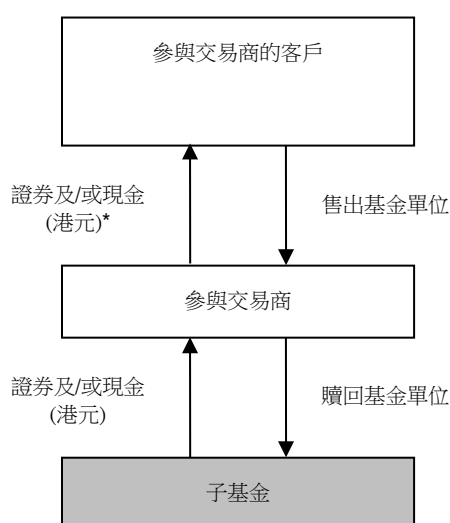 參與交易商的客戶
證券及/或現金
(港元)*
售出基金單位
參與交易商
證券及/或現金
(港元)
贖回基金單位
子基金